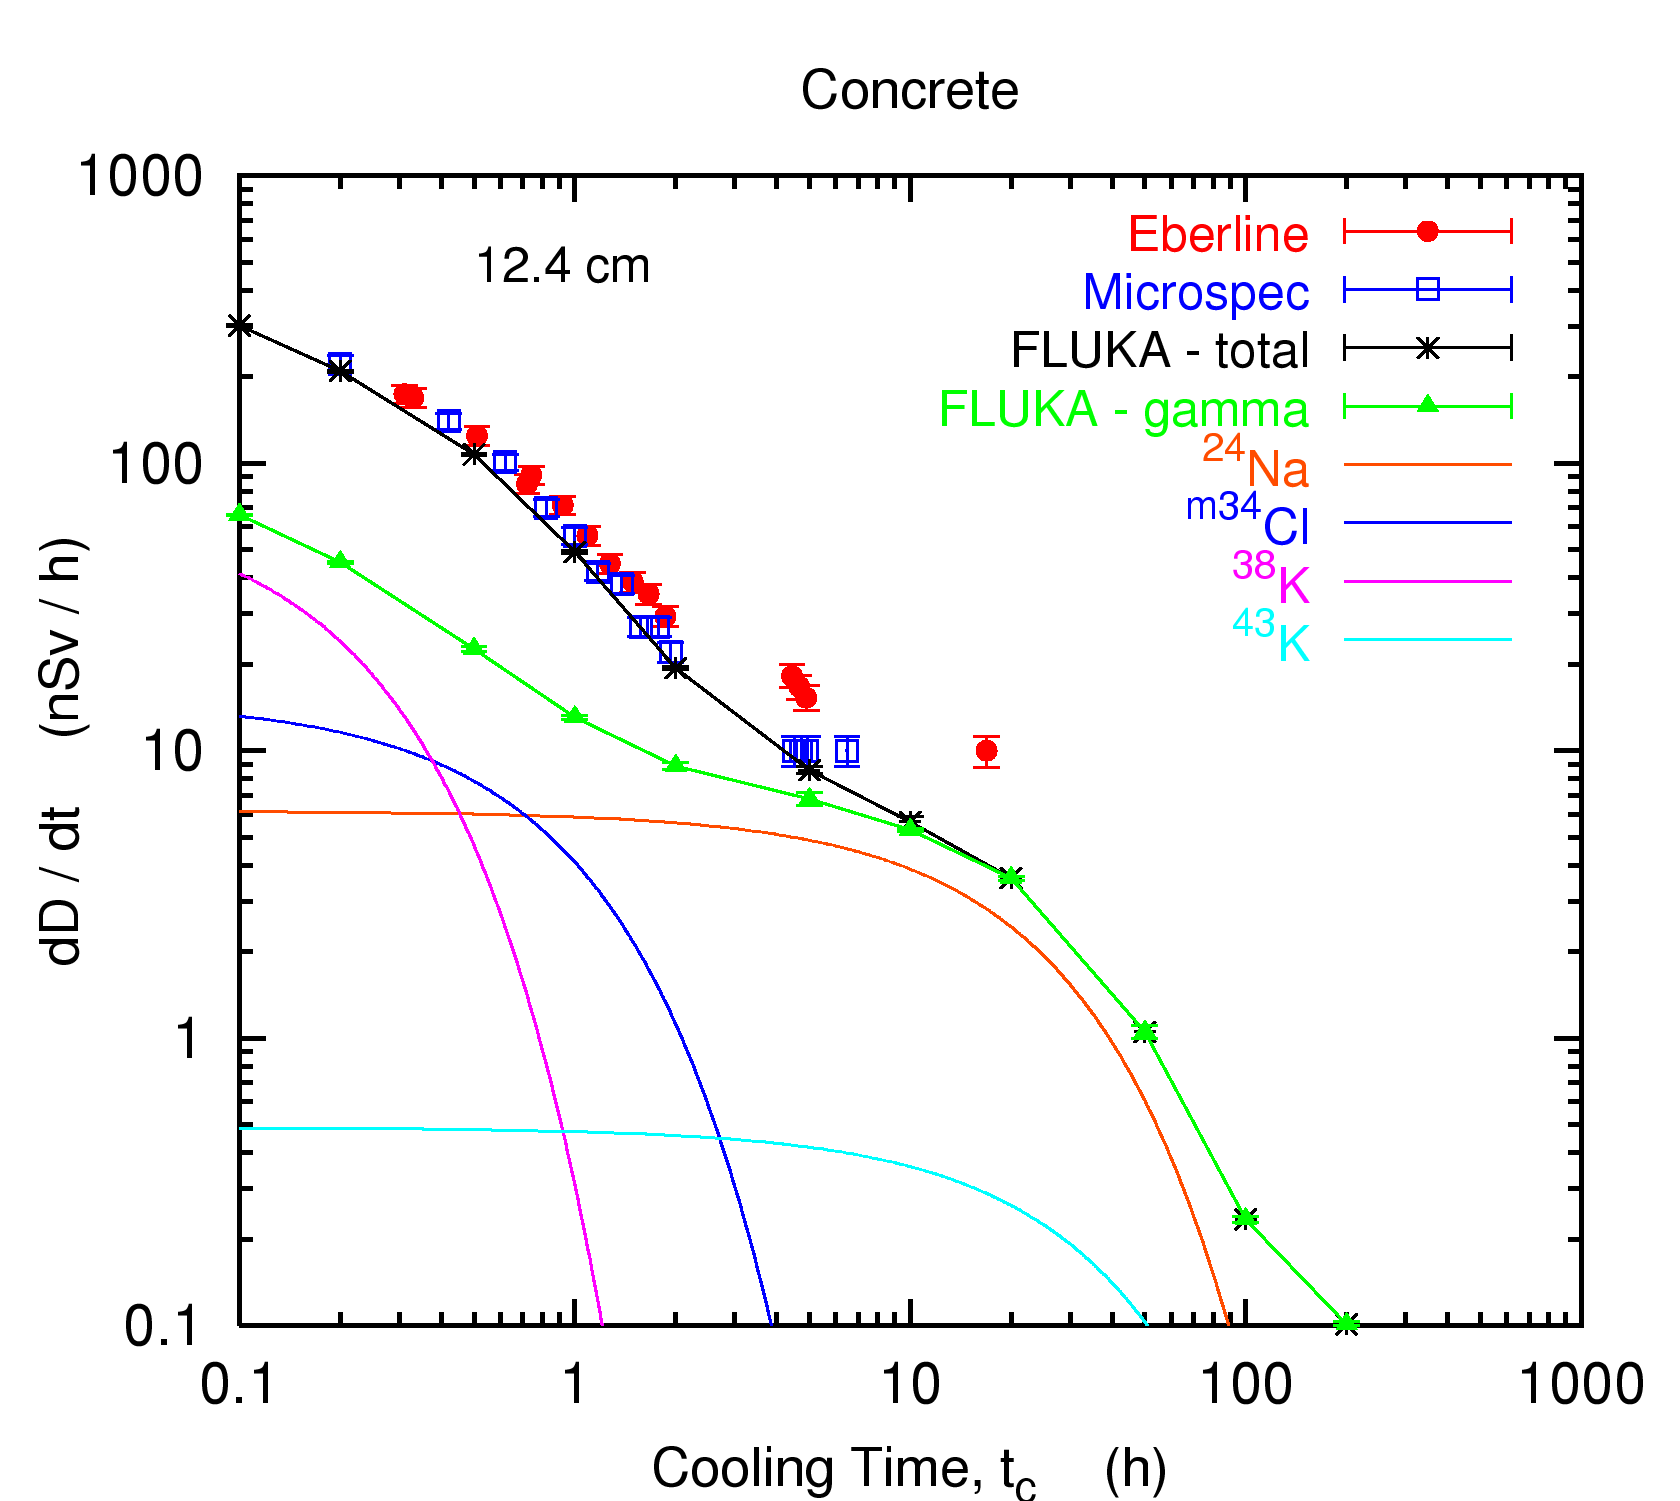 Concrete
1000
100
10
1
0.1
dD / dt (nSv / h)
12.4 cm
Eberline
Microspec
FLUKA - total
FLUKA - gamma
²⁴Na
ᵐ³⁴Cl
³⁸K
⁴³K
0.1 1 10 100 1000
Cooling Time, t_c (h)